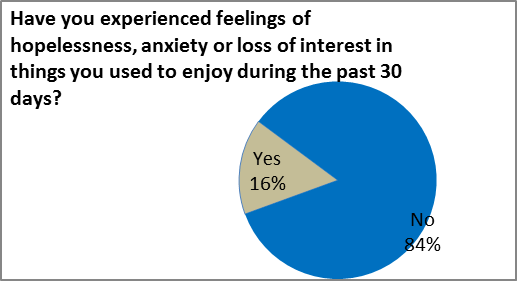 Have you experienced feelings of
hopelessness, anxiety or loss of interest in
things you used to enjoy during the past 30
days?
Yes
16%
No
84%